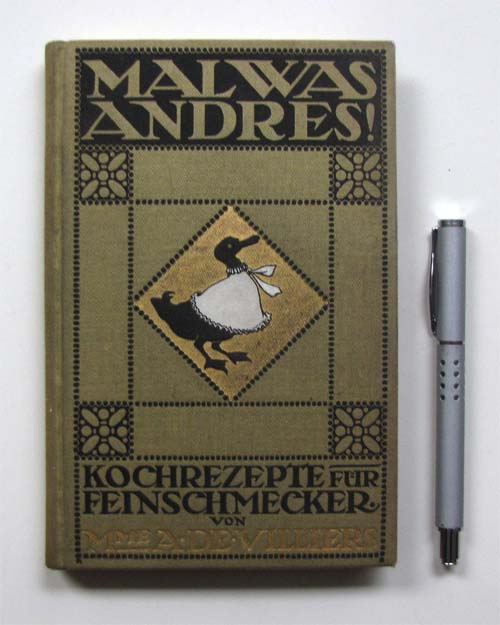 MAL WAS
ANDRES!
KOCHREZEPTE FÜR
FEINSCHMECKER.
VON
MME A. DE VILLIERS